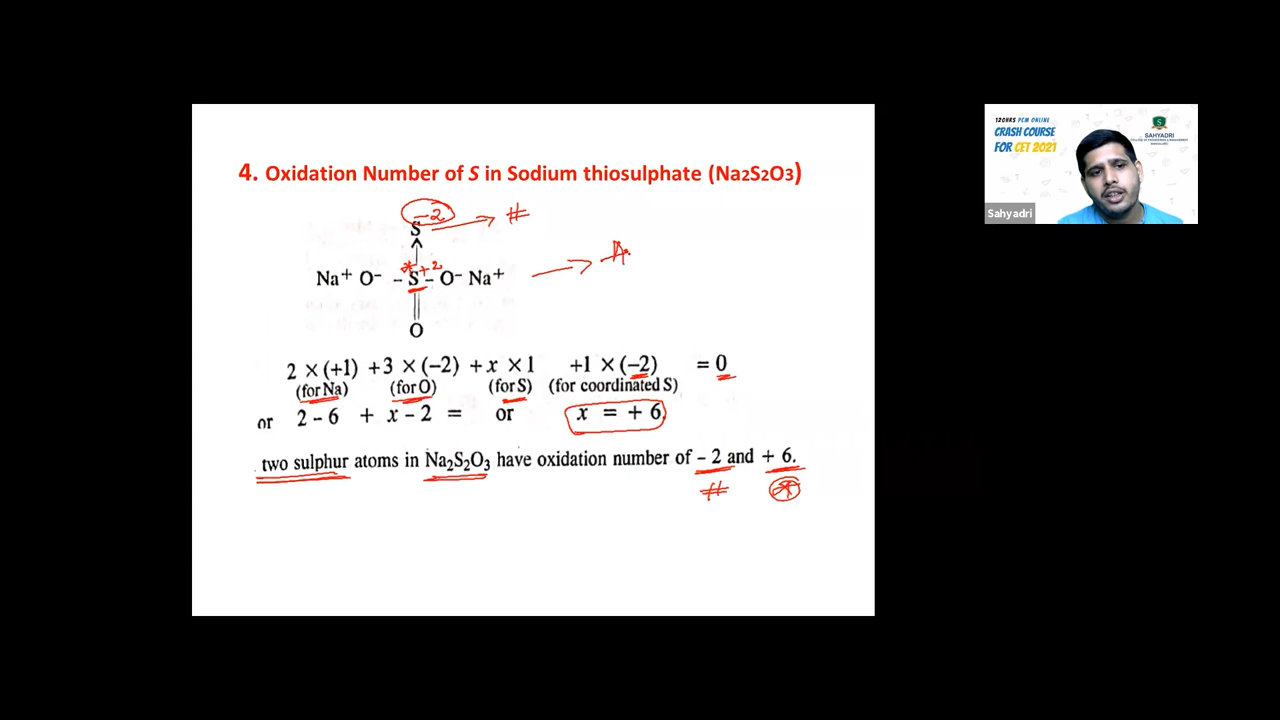 4. Oxidation Number of S in Sodium thiosulphate (Na2S2O3)
-2
S
#
*+2
Na+ O- - S - O- Na+
O
2 × (+1) +3 × (-2) + x × 1 +1 × (-2) = 0
(for Na) (for O) (for S) (for coordinated S)
or 2 - 6 + x - 2 = or x = + 6
two sulphur atoms in Na₂S₂O₃ have oxidation number of - 2 and + 6.
# *
120HRS PCM ONLINE
CRASH COURSE
FOR CET 2021
SAHYADRI
Sahyadri